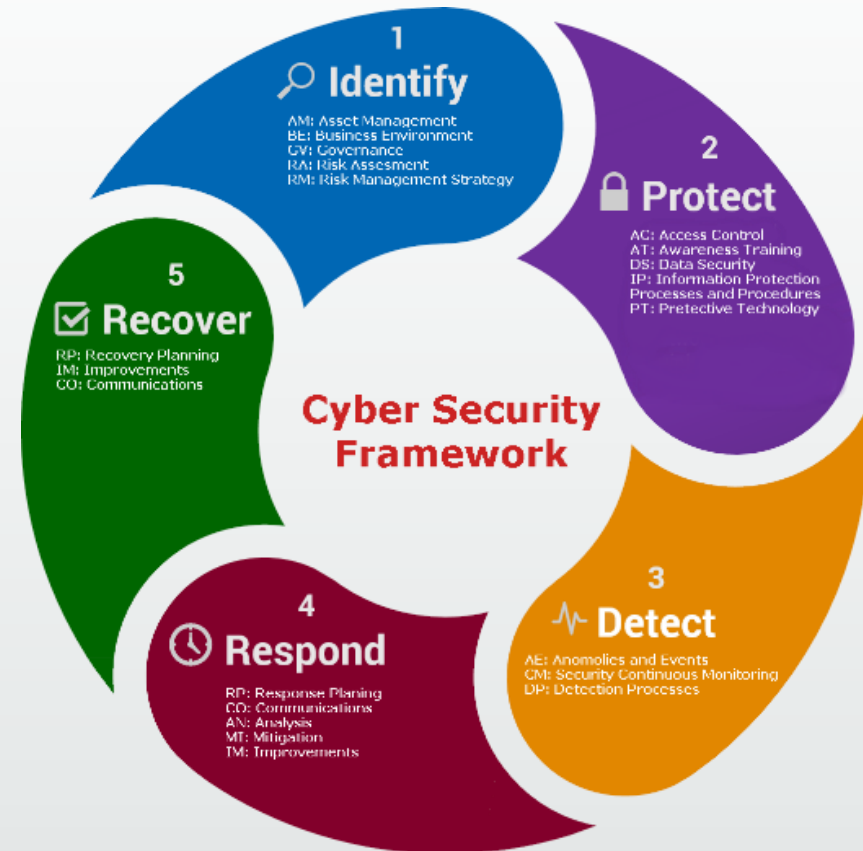 1
Identify
AM: Asset Management
BE: Business Environment
GV: Governance
RA: Risk Assesment
RM: Risk Management Strategy
2
Protect
AC: Access Control
AT: Awareness Training
DS: Data Security
IP: Information Protection
Processes and Procedures
PT: Pretective Technology
3
Detect
AE: Anomolies and Events
CM: Security Continuous Monitoring
DP: Detection Processes
4
Respond
RP: Response Planing
CO: Communications
AN: Analysis
MI: Mitigation
IM: Improvements
5
Recover
RP: Recovery Planning
IM: Improvements
CO: Communications
Cyber Security
Framework